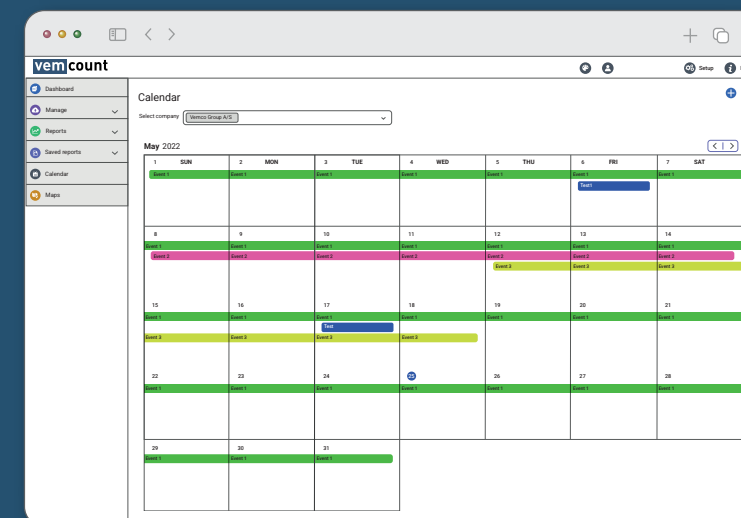 vemcount
Setup
Dashboard
Manage
Reports
Saved reports
Calendar
Maps
Calendar
Select company Vemco Group A/S
May 2022
1 SUN 2 MON 3 TUE 4 WED 5 THU 6 FRI 7 SAT
Event 1 Event 1 Event 1 Event 1 Event 1 Event 1 Event 1
Test1
8 9 10 11 12 13 14
Event 1 Event 1 Event 1 Event 1 Event 1 Event 1 Event 1
Event 2 Event 2 Event 2 Event 2 Event 2 Event 2 Event 2
Event 3 Event 3 Event 3
15 16 17 18 19 20 21
Event 1 Event 1 Event 1 Event 1 Event 1 Event 1 Event 1
Test
Event 3 Event 3 Event 3 Event 3
22 23 24 25 26 27 28
Event 1 Event 1 Event 1 Event 1 Event 1 Event 1 Event 1
29 30 31
Event 1 Event 1 Event 1